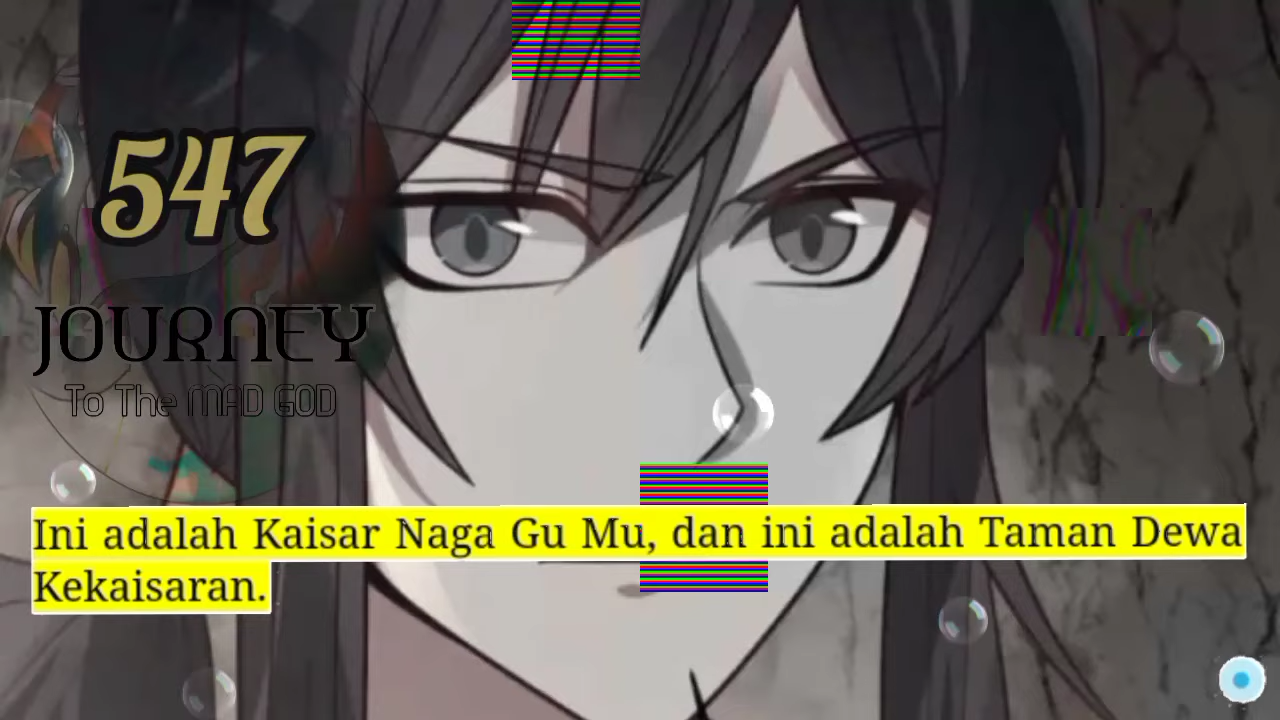 547
JOURNEY
To The MAD GOD
Ini adalah Kaisar Naga Gu Mu, dan ini adalah Taman Dewa
Kekaisaran.